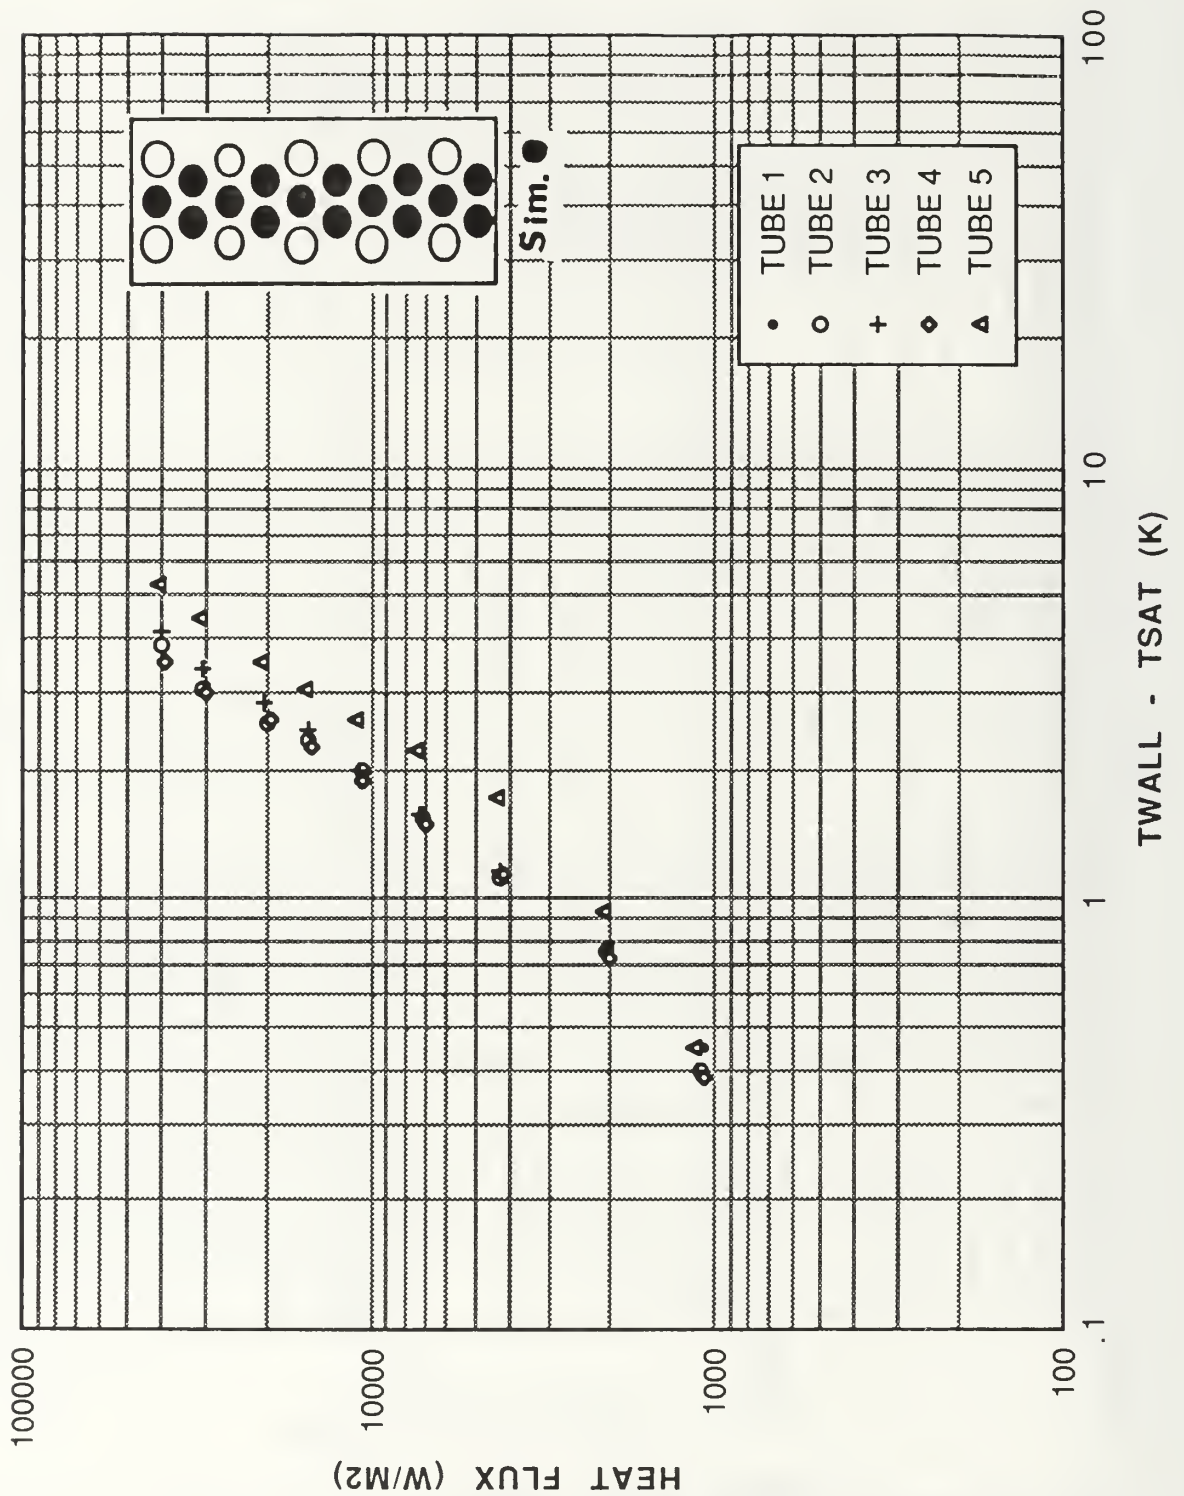 100000
10000
1000
100
HEAT FLUX (W/M2)
.1
1
10
100
TWALL - TSAT (K)
Sim.
TUBE 1
TUBE 2
TUBE 3
TUBE 4
TUBE 5